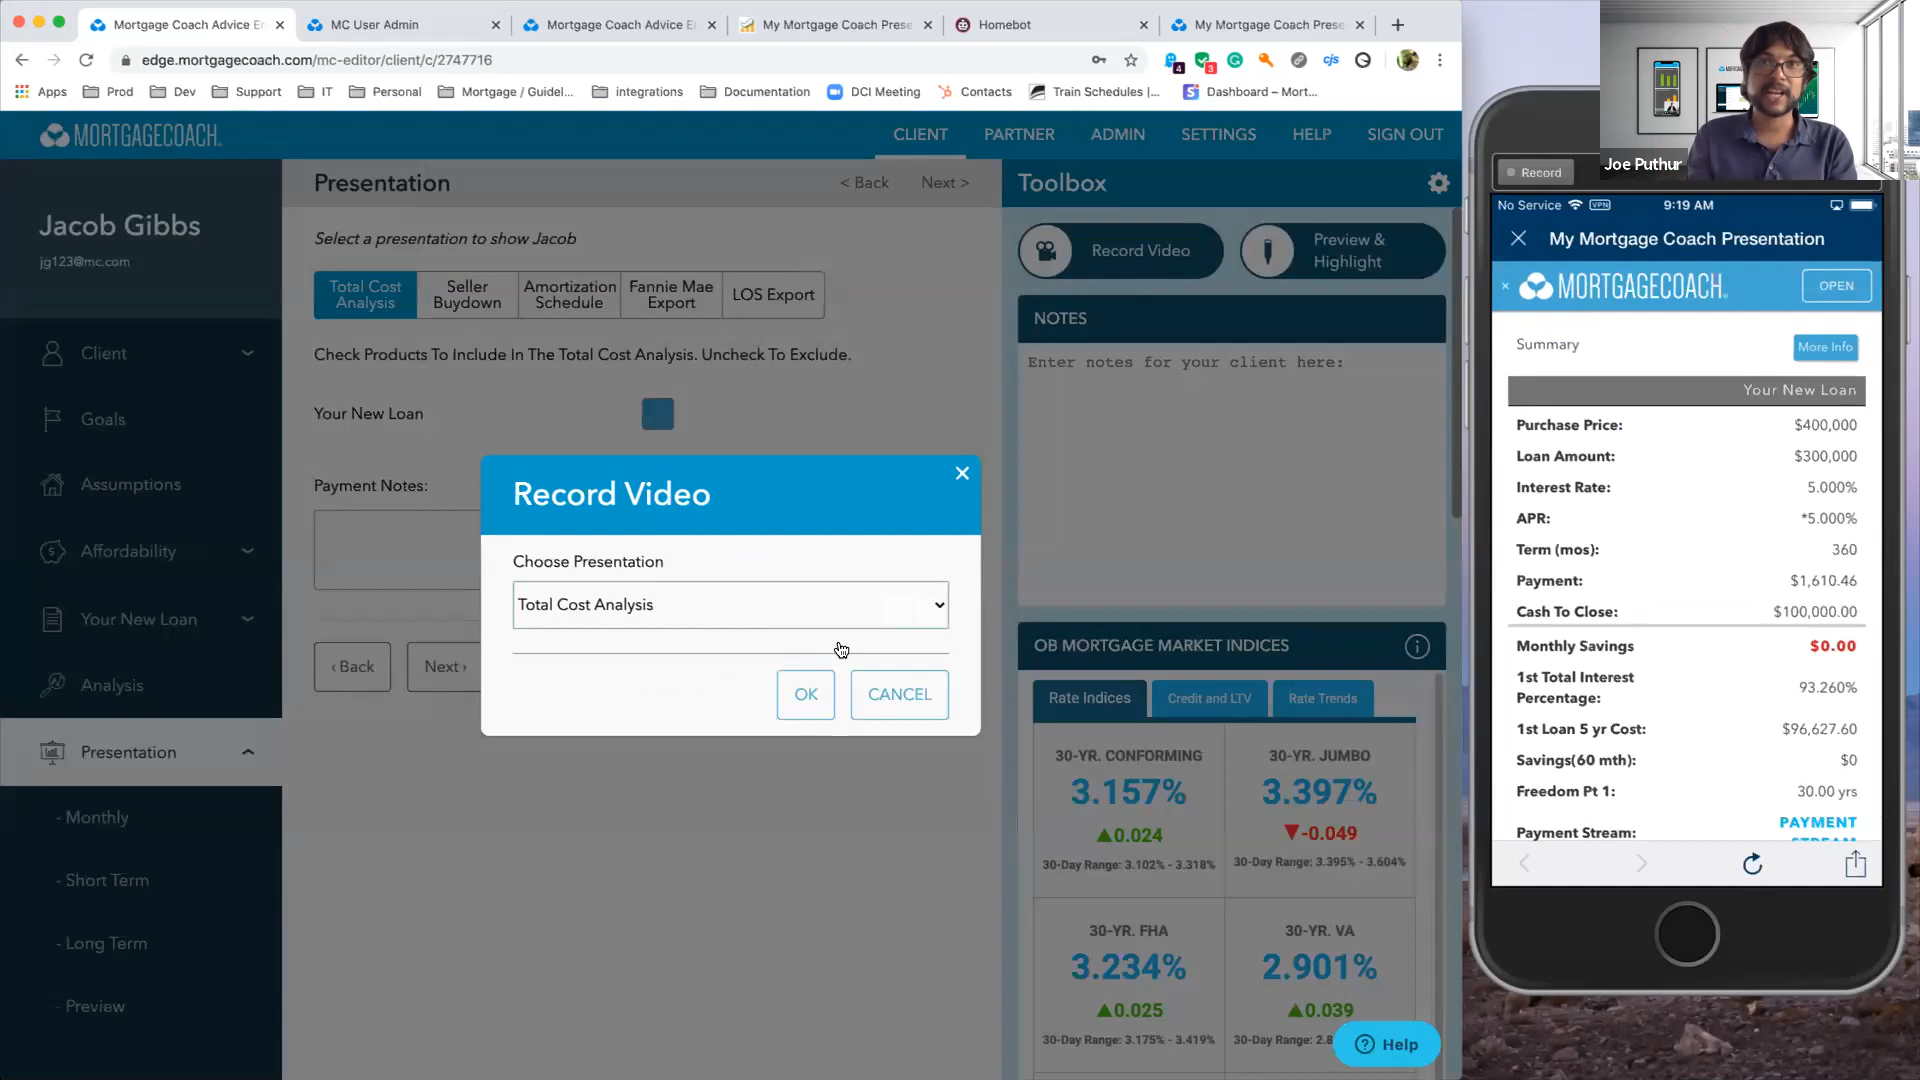 Mortgage Coach Advice En
MC User Admin
Mortgage Coach Advice En
My Mortgage Coach Prese
Homebot
My Mortgage Coach Prese
edge.mortgagecoach.com/mc-editor/client/c/2747716
4
3
cjs
Apps
Prod
Dev
Support
IT
Personal
Mortgage / Guidel...
integrations
Documentation
DCI Meeting
Contacts
Train Schedules |...
Dashboard – Mort...
MORTGAGECOACH
CLIENT
PARTNER
ADMIN
SETTINGS
HELP
SIGN OUT
Jacob Gibbs
jg123@mc.com
Client
Goals
Assumptions
Affordability
Your New Loan
Analysis
Presentation
- Monthly
- Short Term
- Long Term
- Preview
Presentation
< Back
Next >
Select a presentation to show Jacob
Total Cost
Analysis
Seller
Buydown
Amortization
Schedule
Fannie Mae
Export
LOS Export
Check Products To Include In The Total Cost Analysis. Uncheck To Exclude.
Your New Loan
Payment Notes:
‹ Back
Next ›
Record Video
Choose Presentation
Total Cost Analysis
OK
CANCEL
Toolbox
Record Video
Preview &
Highlight
NOTES
Enter notes for your client here:
OB MORTGAGE MARKET INDICES
Rate Indices
Credit and LTV
Rate Trends
30-YR. CONFORMING
3.157%
▲0.024
30-Day Range: 3.102% - 3.318%
30-YR. JUMBO
3.397%
▼-0.049
30-Day Range: 3.395% - 3.604%
30-YR. FHA
3.234%
▲0.025
30-Day Range: 3.175% - 3.419%
30-YR. VA
2.901%
▲0.039
30-Day Range: 2.8
Help
Joe Puthur
Record
No Service
VPN
9:19 AM
My Mortgage Coach Presentation
MORTGAGECOACH
OPEN
Summary
More Info
Your New Loan
Purchase Price: $400,000
Loan Amount: $300,000
Interest Rate: 5.000%
APR: *5.000%
Term (mos): 360
Payment: $1,610.46
Cash To Close: $100,000.00
Monthly Savings $0.00
1st Total Interest
Percentage: 93.260%
1st Loan 5 yr Cost: $96,627.60
Savings(60 mth): $0
Freedom Pt 1: 30.00 yrs
Payment Stream: PAYMENT
STREAM